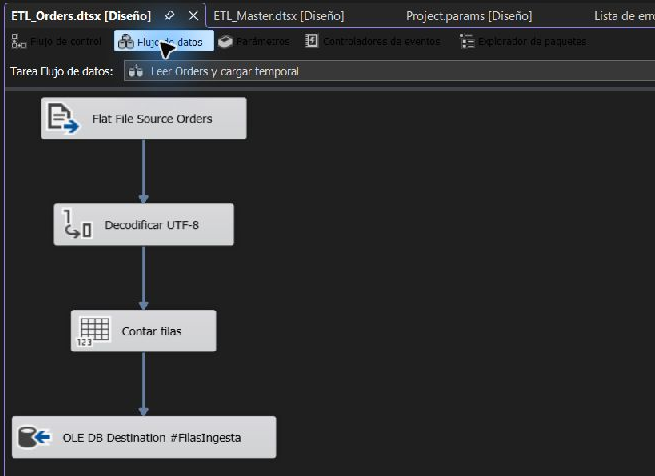 ETL_Orders.dtsx [Diseño] ETL_Master.dtsx [Diseño] Project.params [Diseño] Lista de erro
Flujo de control Flujo de datos Parámetros Controladores de eventos Explorador de paquetes
Tarea Flujo de datos: Leer Orders y cargar temporal
Flat File Source Orders
Decodificar UTF-8
Contar filas
123
OLE DB Destination #FilasIngesta